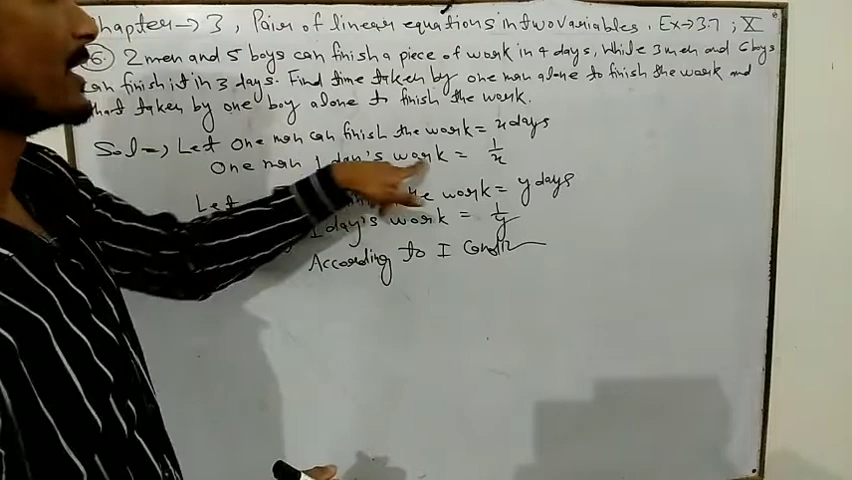 hapter → 3, Pair of linear equations in two variables. Ex → 3.7 ; X
6. 2 men and 5 boys can finish a piece of work in 4 days, while 3 men and 6 boys
can finish it in 3 days. Find time taken by one man alone to finish the work and
that taken by one boy alone to finish the work.
Sol → Let one man can finish the work = x days
One man 1 day's work = 1/x
Let the work = y days
1 day's work = 1/y
According to I